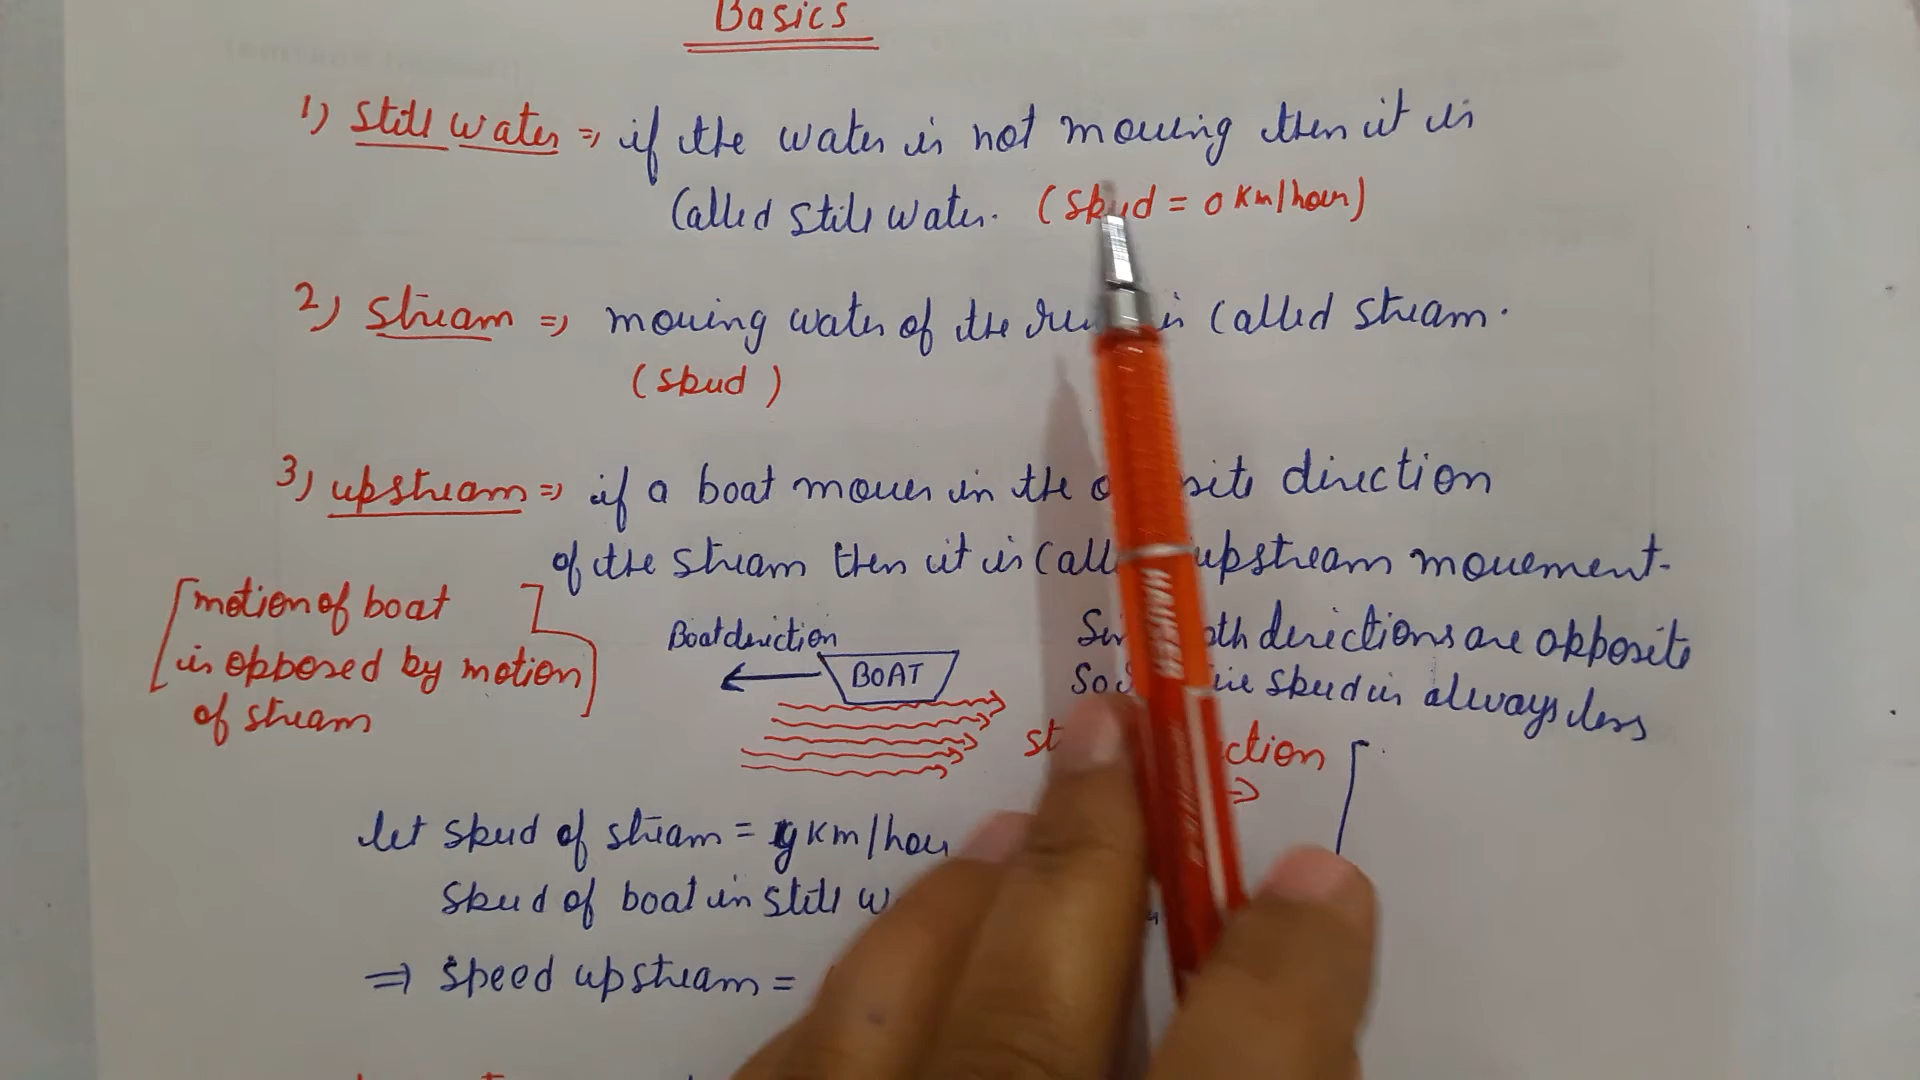 Basics
1) Still water => if the water is not moving then it is
called still water. (Speed = 0 km/hour)
2) Stream => moving water of the is called stream.
(Speed)
3) upstream => if a boat moves in the direction
of the stream then it is upstream movement.
[motion of boat]
is opposed by motion
of stream
Boat direction
BOAT
directions are opposite
So speed is always less
let speed of stream = y km/hour
Speed of boat in still
=> speed upstream =
UNIKER